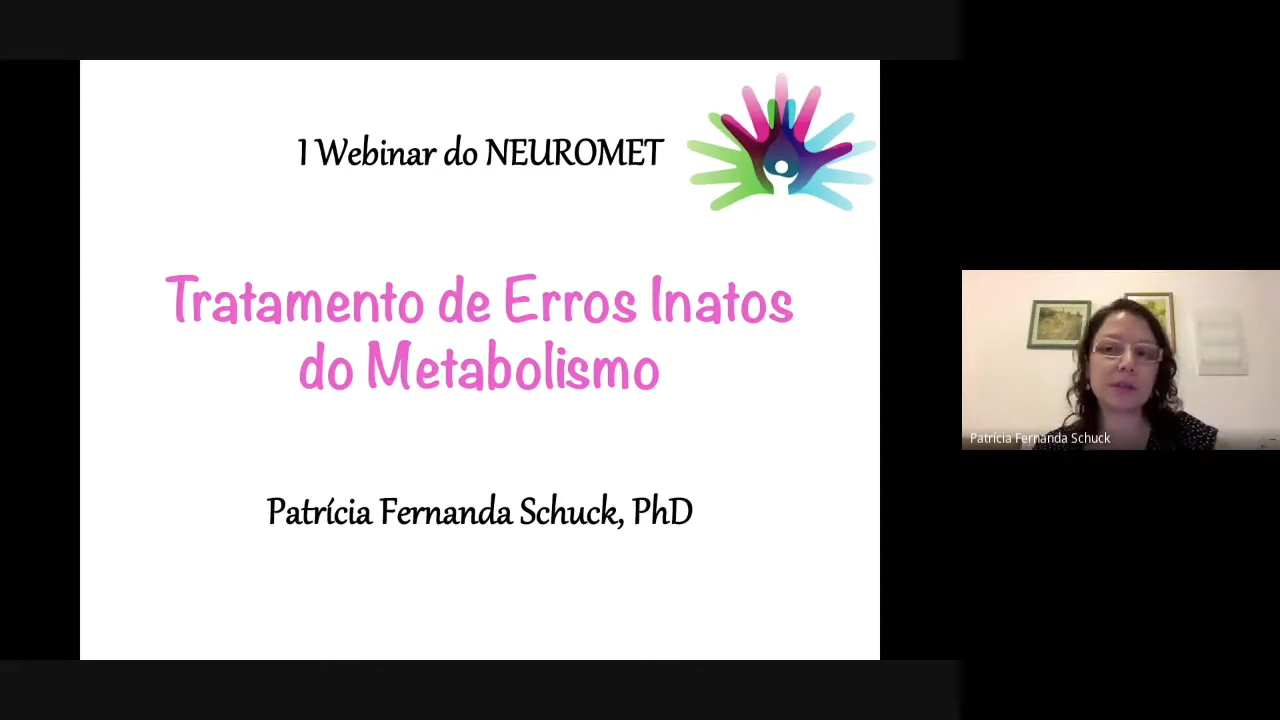 I Webinar do NEUROMET
Tratamento de Erros Inatos
do Metabolismo
Patrícia Fernanda Schuck, PhD
Patrícia Fernanda Schuck